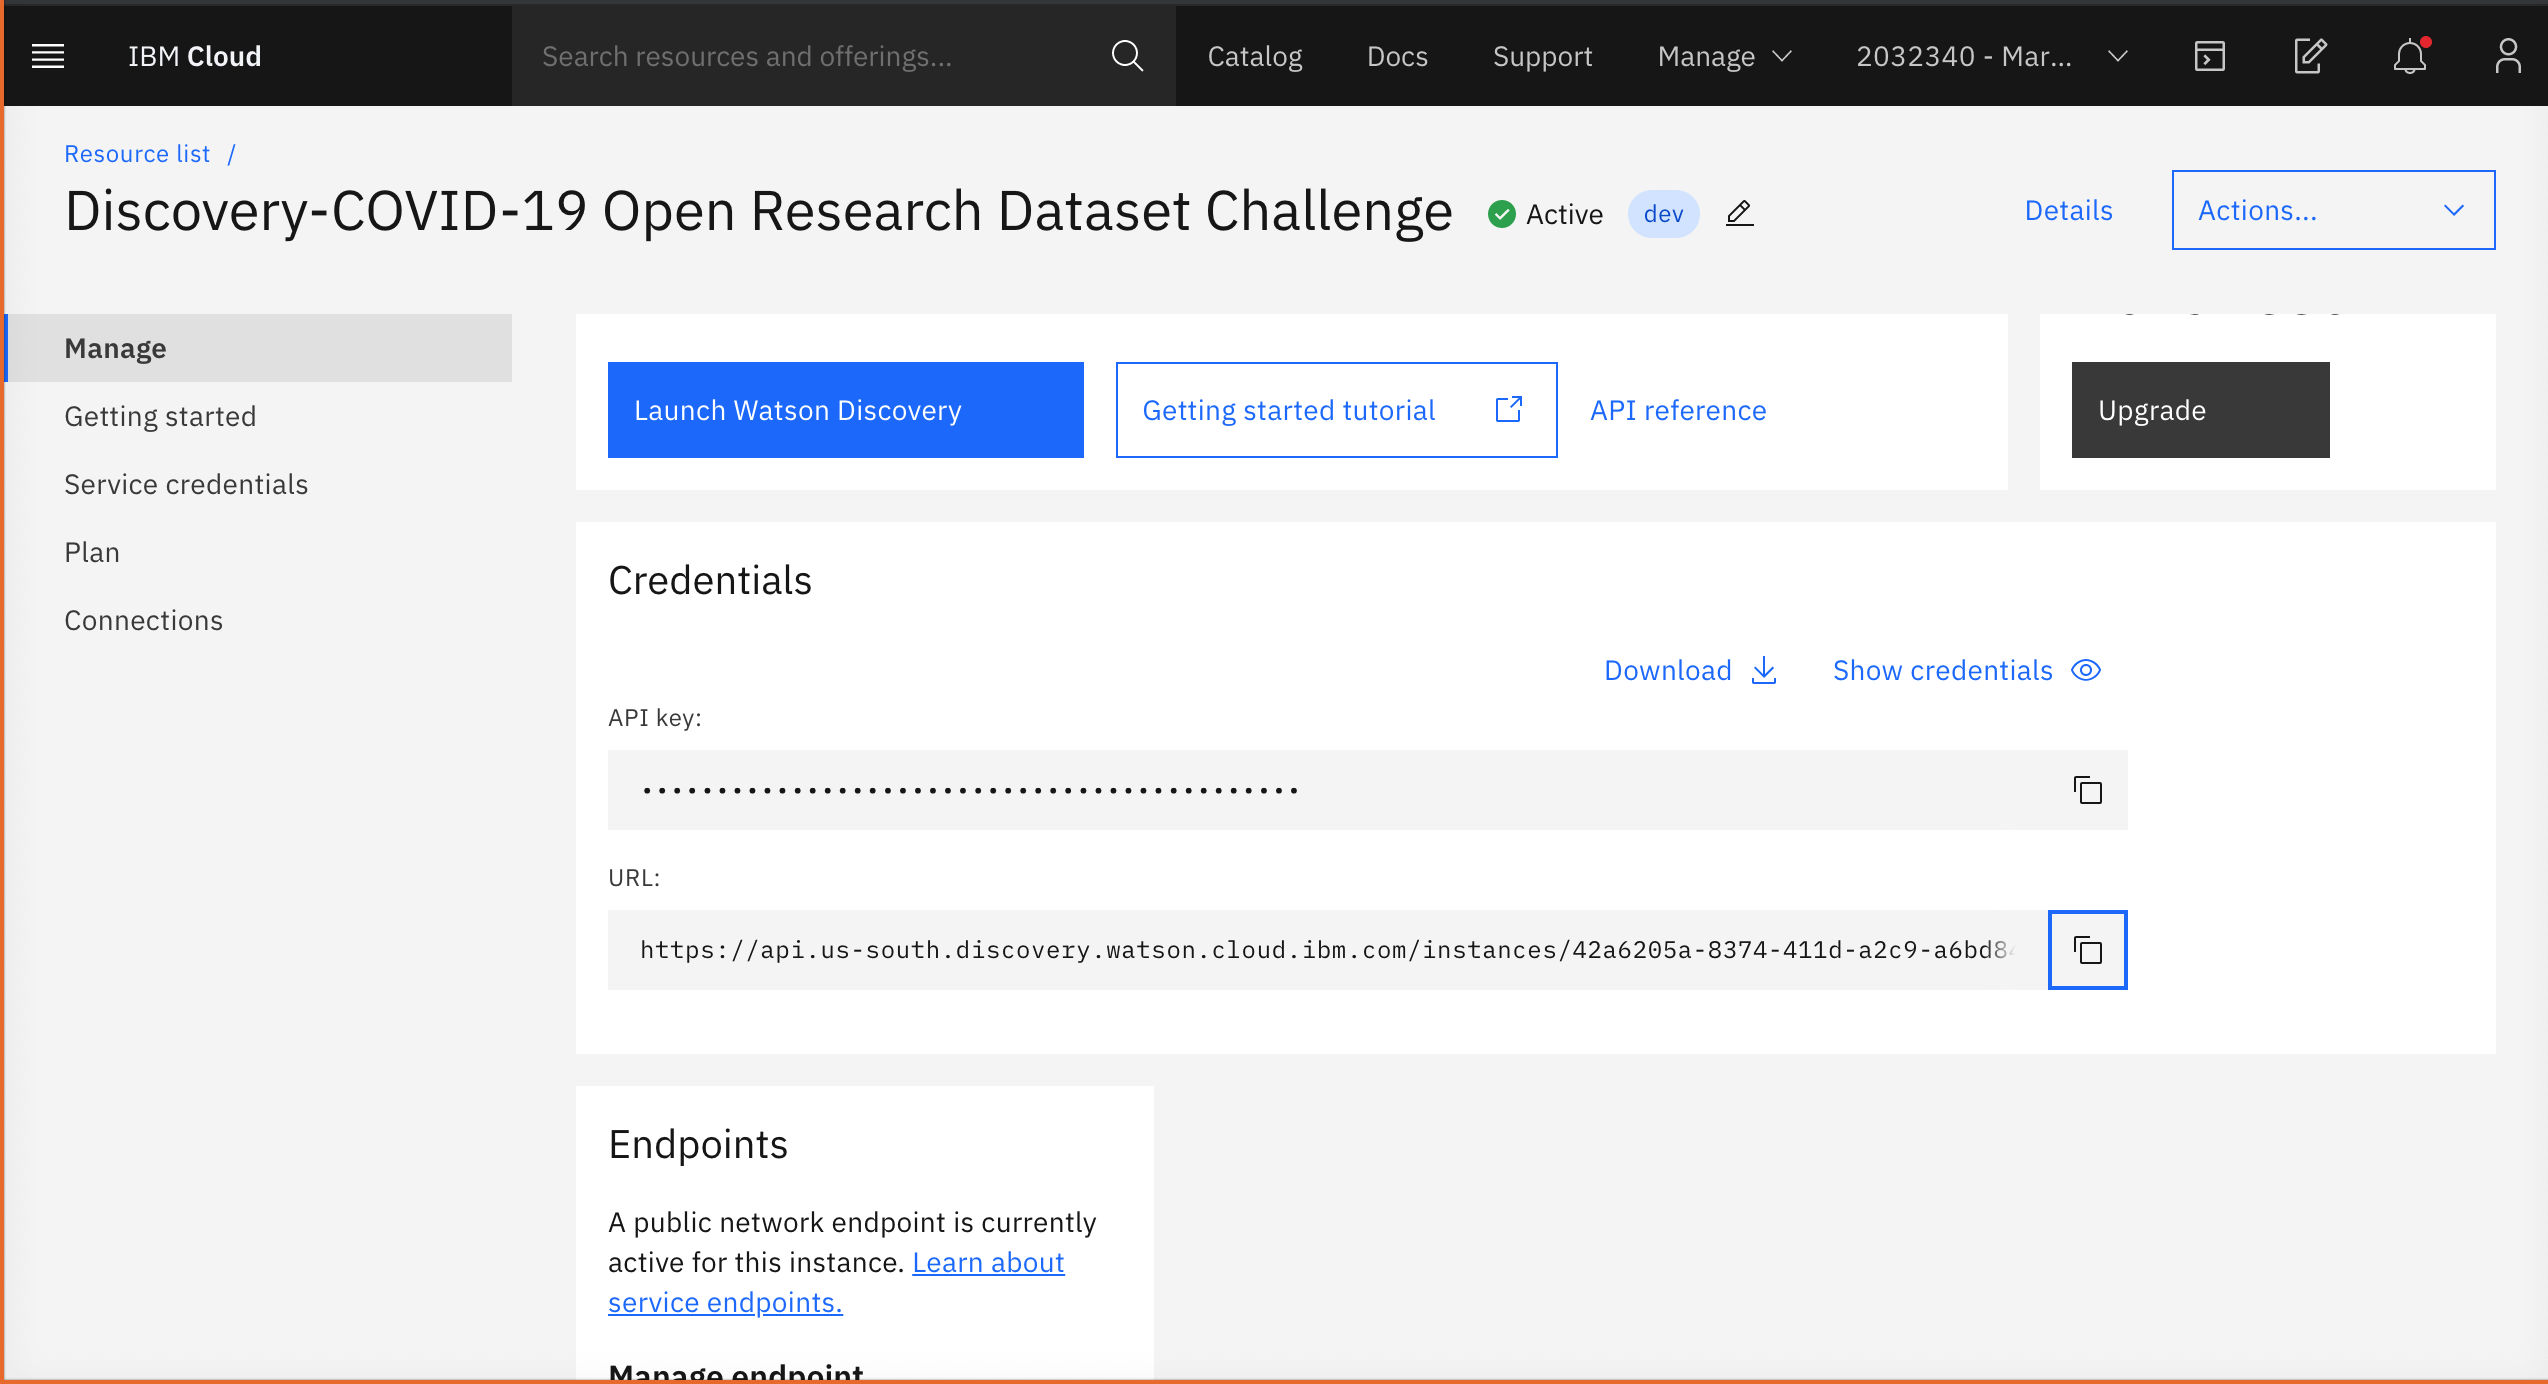 IBM Cloud
Search resources and offerings...
Catalog
Docs
Support
Manage
2032340 - Mar...
Resource list /
Discovery-COVID-19 Open Research Dataset Challenge
Active
dev
Details
Actions...
Manage
Getting started
Service credentials
Plan
Connections
Launch Watson Discovery
Getting started tutorial
API reference
Upgrade
Credentials
Download
Show credentials
API key:
••••••••••••••••••••••••••••••••••••••••••••
URL:
https://api.us-south.discovery.watson.cloud.ibm.com/instances/42a6205a-8374-411d-a2c9-a6bd84
Endpoints
A public network endpoint is currently
active for this instance. Learn about
service endpoints.
Manage endpoint